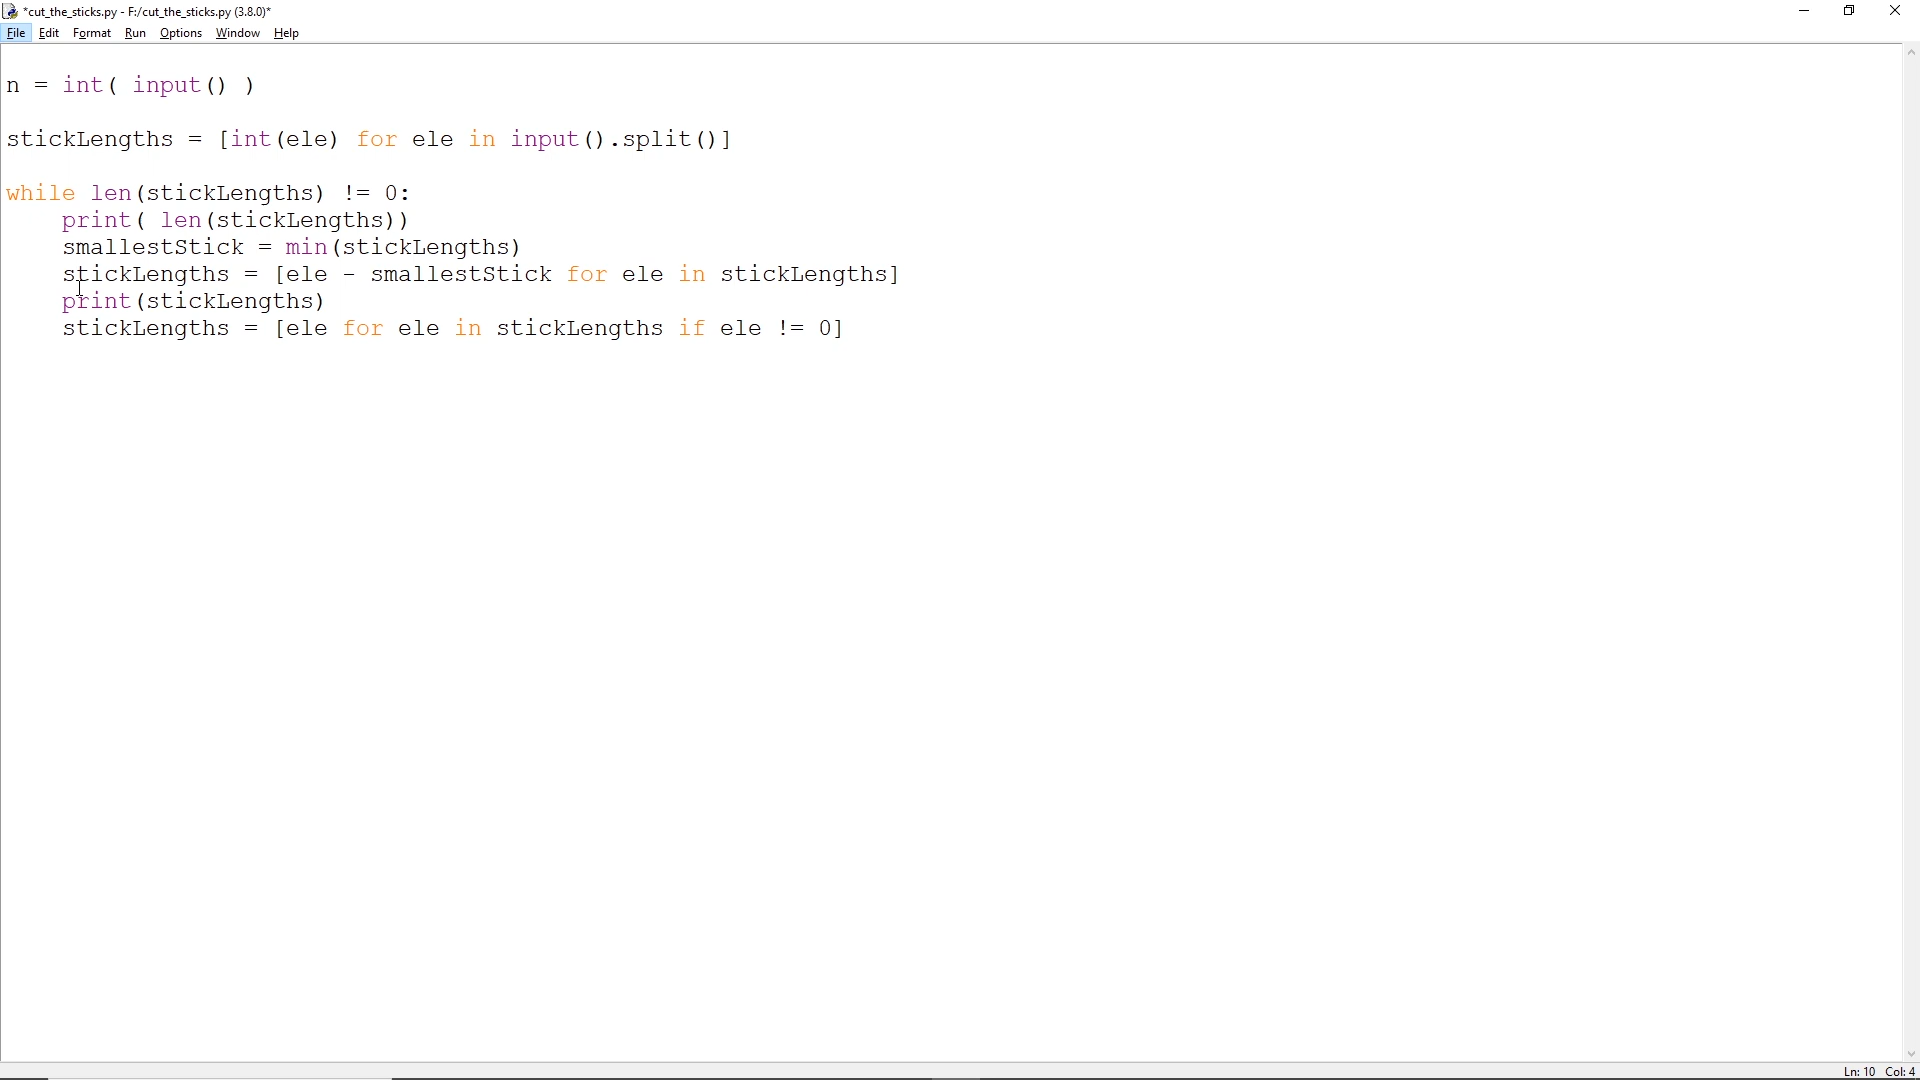 *cut_the_sticks.py - F:/cut_the_sticks.py (3.8.0)*
File Edit Format Run Options Window Help
n = int( input() )
stickLengths = [int(ele) for ele in input().split()]
while len(stickLengths) != 0:
    print( len(stickLengths))
    smallestStick = min(stickLengths)
    stickLengths = [ele - smallestStick for ele in stickLengths]
    print(stickLengths)
    stickLengths = [ele for ele in stickLengths if ele != 0]
Ln: 10 Col: 4